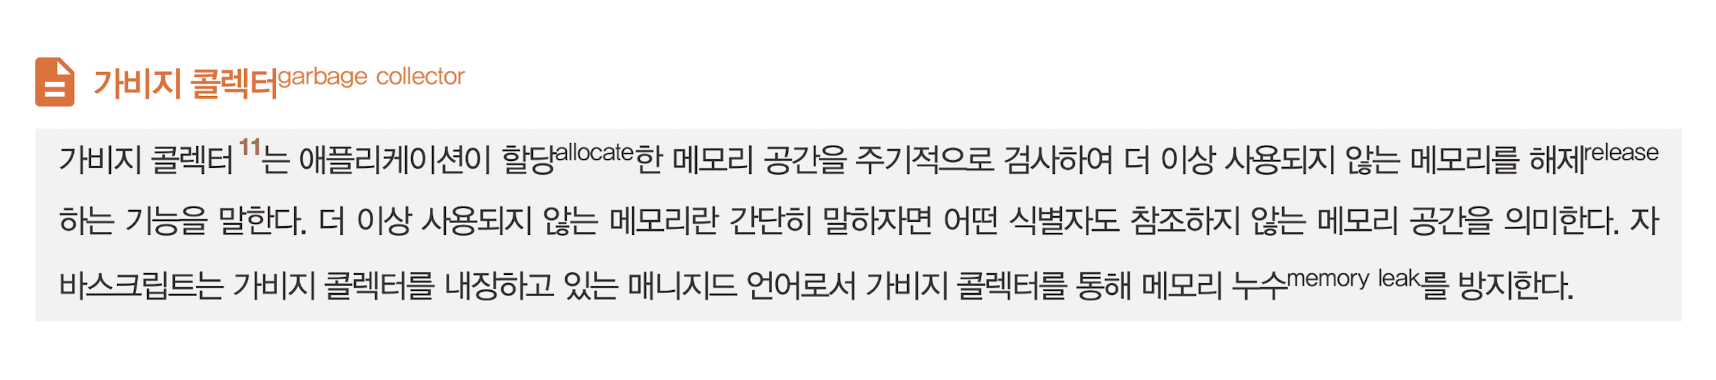 가비지 콜렉터garbage collector
가비지 콜렉터 11는 애플리케이션이 할당allocate한 메모리 공간을 주기적으로 검사하여 더 이상 사용되지 않는 메모리를 해제release
하는 기능을 말한다. 더 이상 사용되지 않는 메모리란 간단히 말하자면 어떤 식별자도 참조하지 않는 메모리 공간을 의미한다. 자
바스크립트는 가비지 콜렉터를 내장하고 있는 매니지드 언어로서 가비지 콜렉터를 통해 메모리 누수memory leak를 방지한다.